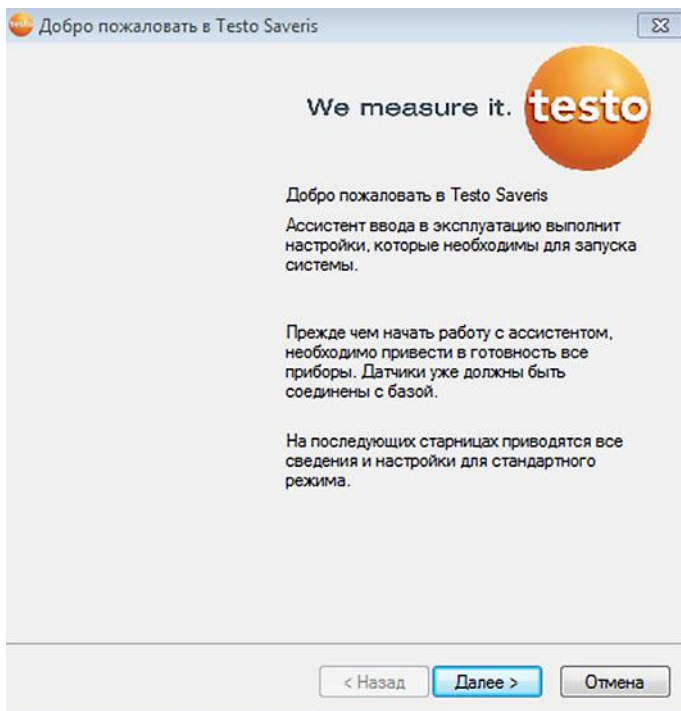 Добро пожаловать в Testo Saveris
We measure it. testo
Добро пожаловать в Testo Saveris
Ассистент ввода в эксплуатацию выполнит
настройки, которые необходимы для запуска
системы.
Прежде чем начать работу с ассистентом,
необходимо привести в готовность все
приборы. Датчики уже должны быть
соединены с базой.
На последующих старницах приводятся все
сведения и настройки для стандартного
режима.
< Назад Далее > Отмена